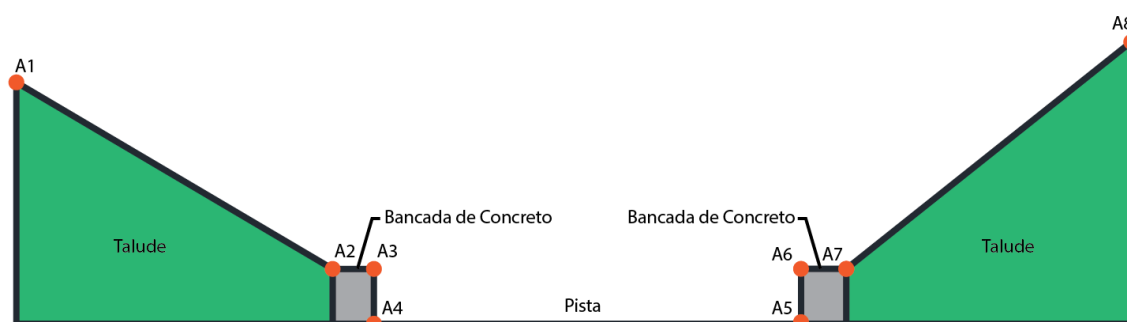 A8
A1
Bancada de Concreto
Bancada de Concreto
Talude
A2
A3
A6
A7
Talude
A4
Pista
A5